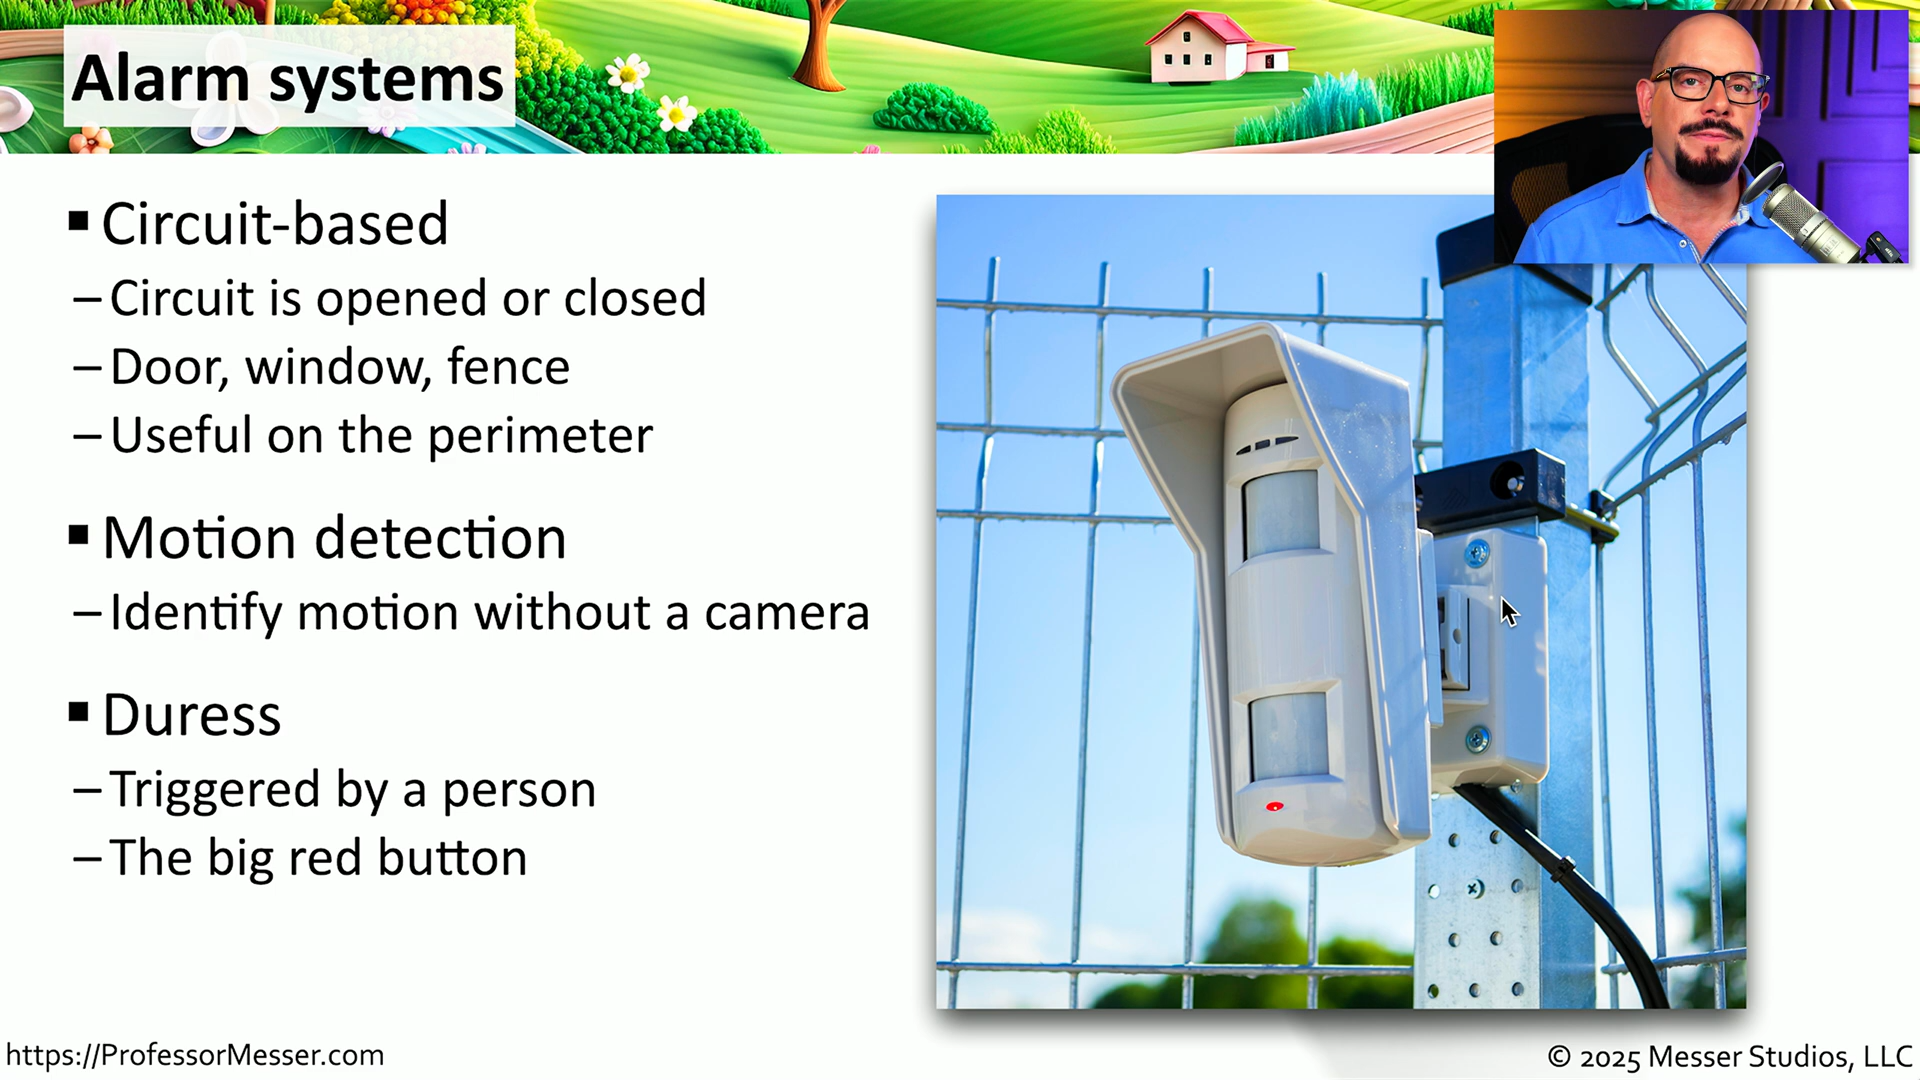 Alarm systems
▪ Circuit-based
– Circuit is opened or closed
– Door, window, fence
– Useful on the perimeter
▪ Motion detection
– Identify motion without a camera
▪ Duress
– Triggered by a person
– The big red button
https://ProfessorMesser.com
© 2025 Messer Studios, LLC